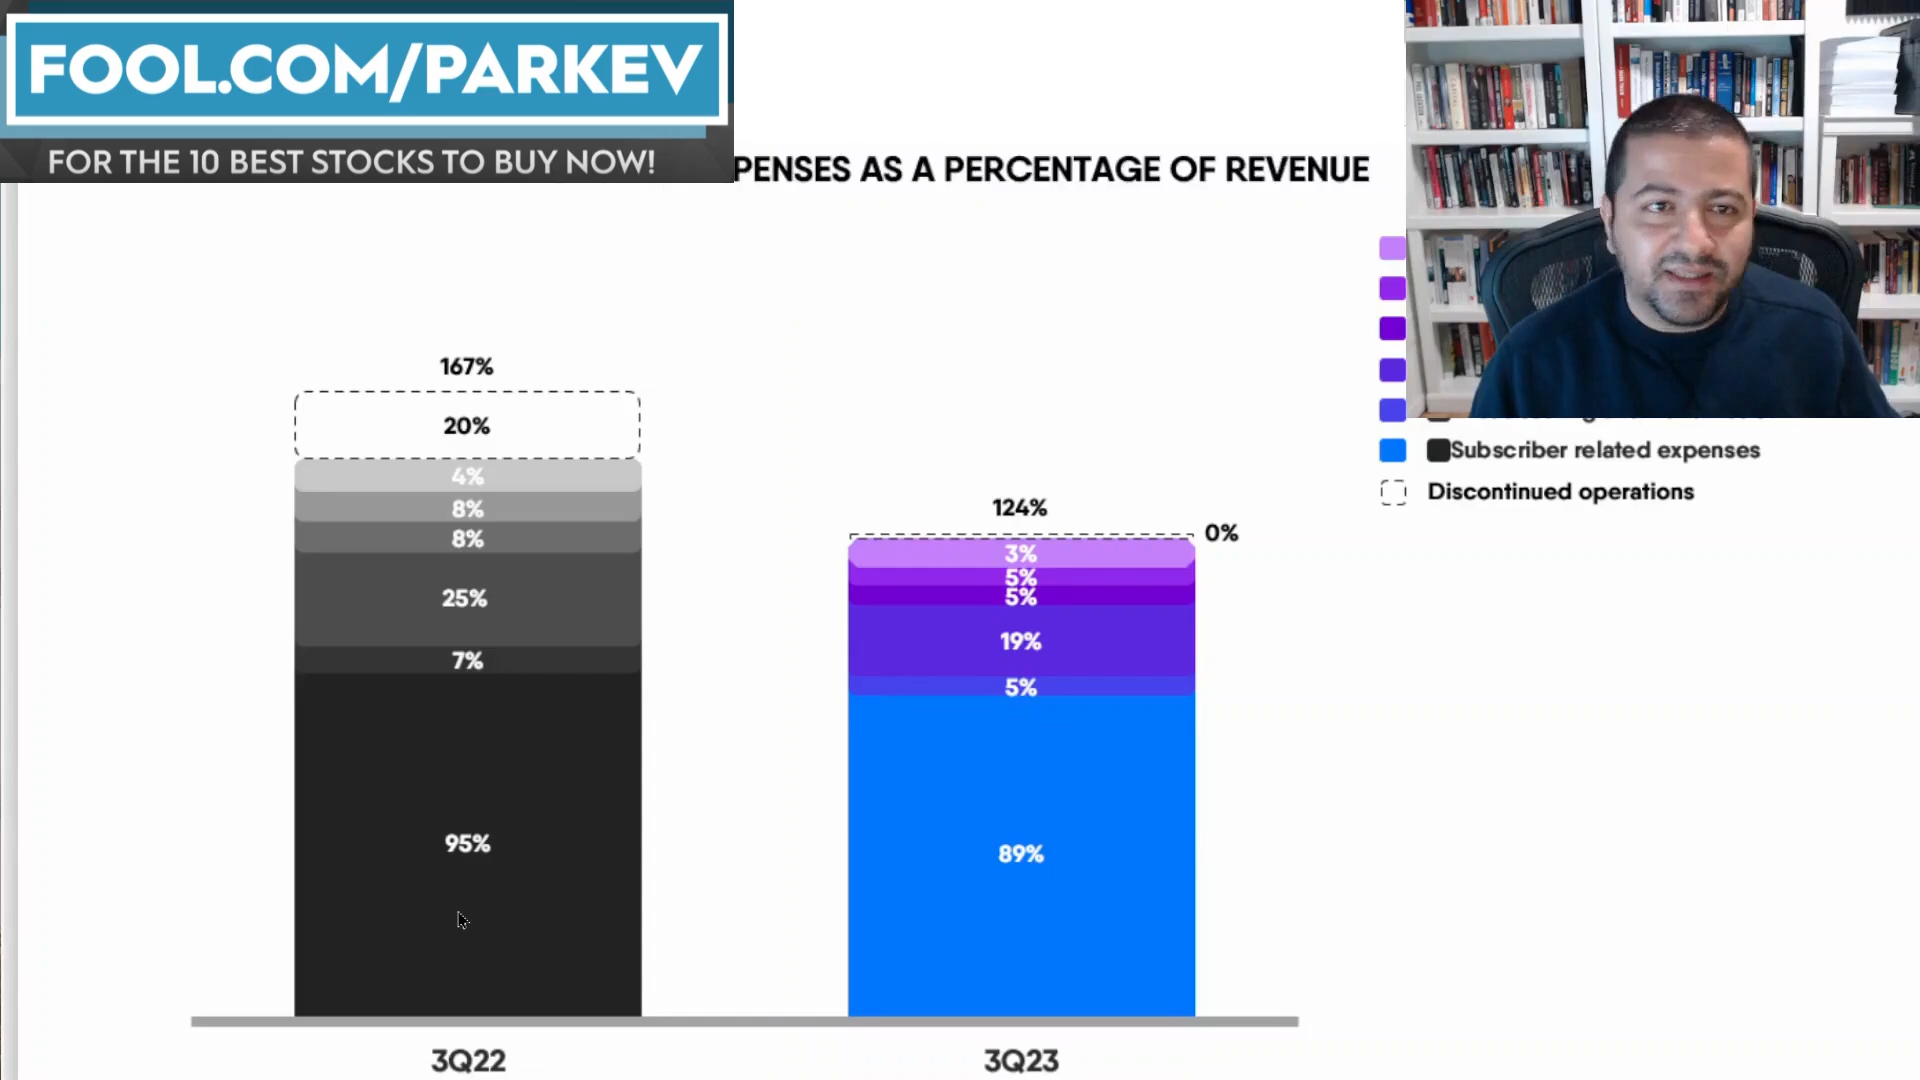 FOOL.COM/PARKEV
FOR THE 10 BEST STOCKS TO BUY NOW!
PENSES AS A PERCENTAGE OF REVENUE
Subscriber related expenses
Discontinued operations
167%
20%
4%
8%
8%
25%
7%
95%
124%
0%
3%
5%
5%
19%
5%
89%
3Q22
3Q23